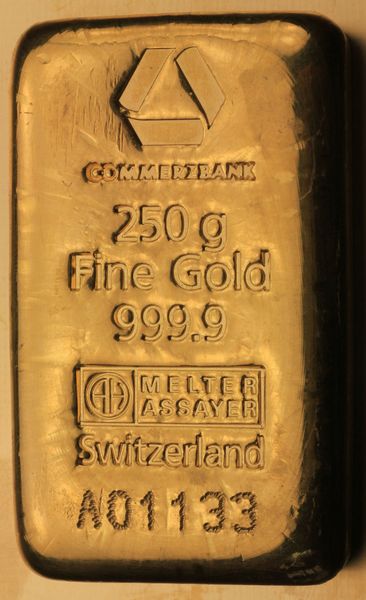 COMMERZBANK
250 g
Fine Gold
999.9
MELTER
ASSAYER
Switzerland
A01133